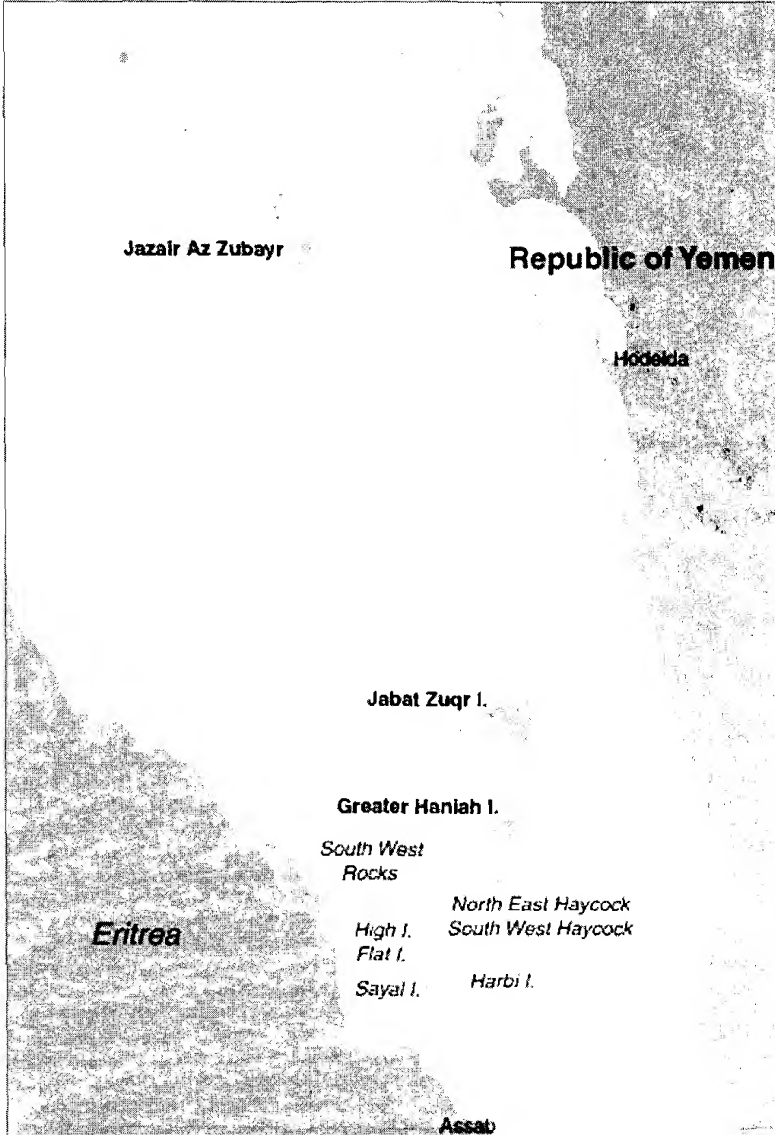 Jazair Az Zubayr
Republic of Yemen
Hodeida
Jabat Zuqr I.
Greater Haniah I.
South West
Rocks
North East Haycock
Eritrea
High I.
South West Haycock
Flat I.
Sayal I.
Harbi I.
Assab